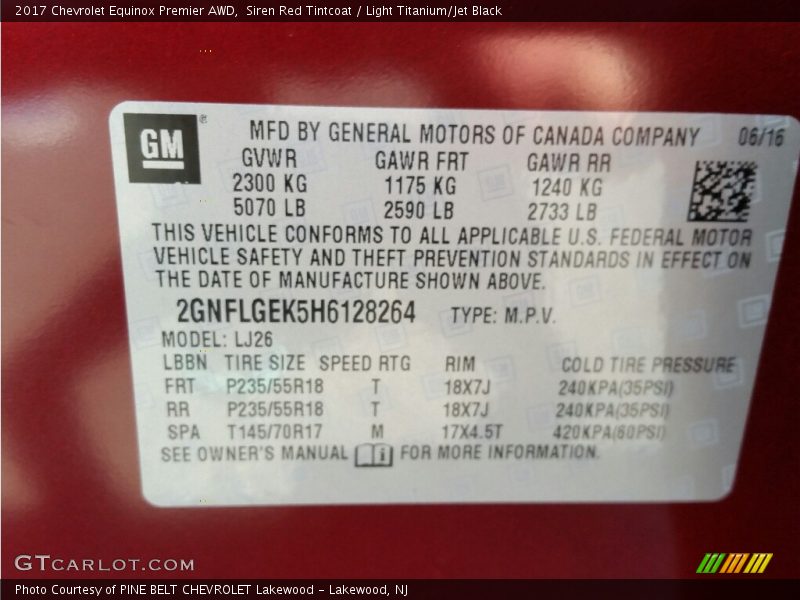 2017 Chevrolet Equinox Premier AWD,  Siren Red Tintcoat / Light Titanium/Jet Black
GM ®
MFD BY GENERAL MOTORS OF CANADA COMPANY 06/16
GVWR GAWR FRT GAWR RR
2300 KG 1175 KG 1240 KG
5070 LB 2590 LB 2733 LB
THIS VEHICLE CONFORMS TO ALL APPLICABLE U.S. FEDERAL MOTOR
VEHICLE SAFETY AND THEFT PREVENTION STANDARDS IN EFFECT ON
THE DATE OF MANUFACTURE SHOWN ABOVE.
2GNFLGEK5H6128264 TYPE: M.P.V.
MODEL: LJ26
LBBN TIRE SIZE SPEED RTG RIM COLD TIRE PRESSURE
FRT P235/55R18 T 18X7J 240KPA(35PSI)
RR P235/55R18 T 18X7J 240KPA(35PSI)
SPA T145/70R17 M 17X4.5T 420KPA(60PSI)
SEE OWNER'S MANUAL i FOR MORE INFORMATION.
GTCARLOT.COM
Photo Courtesy of PINE BELT CHEVROLET Lakewood - Lakewood, NJ